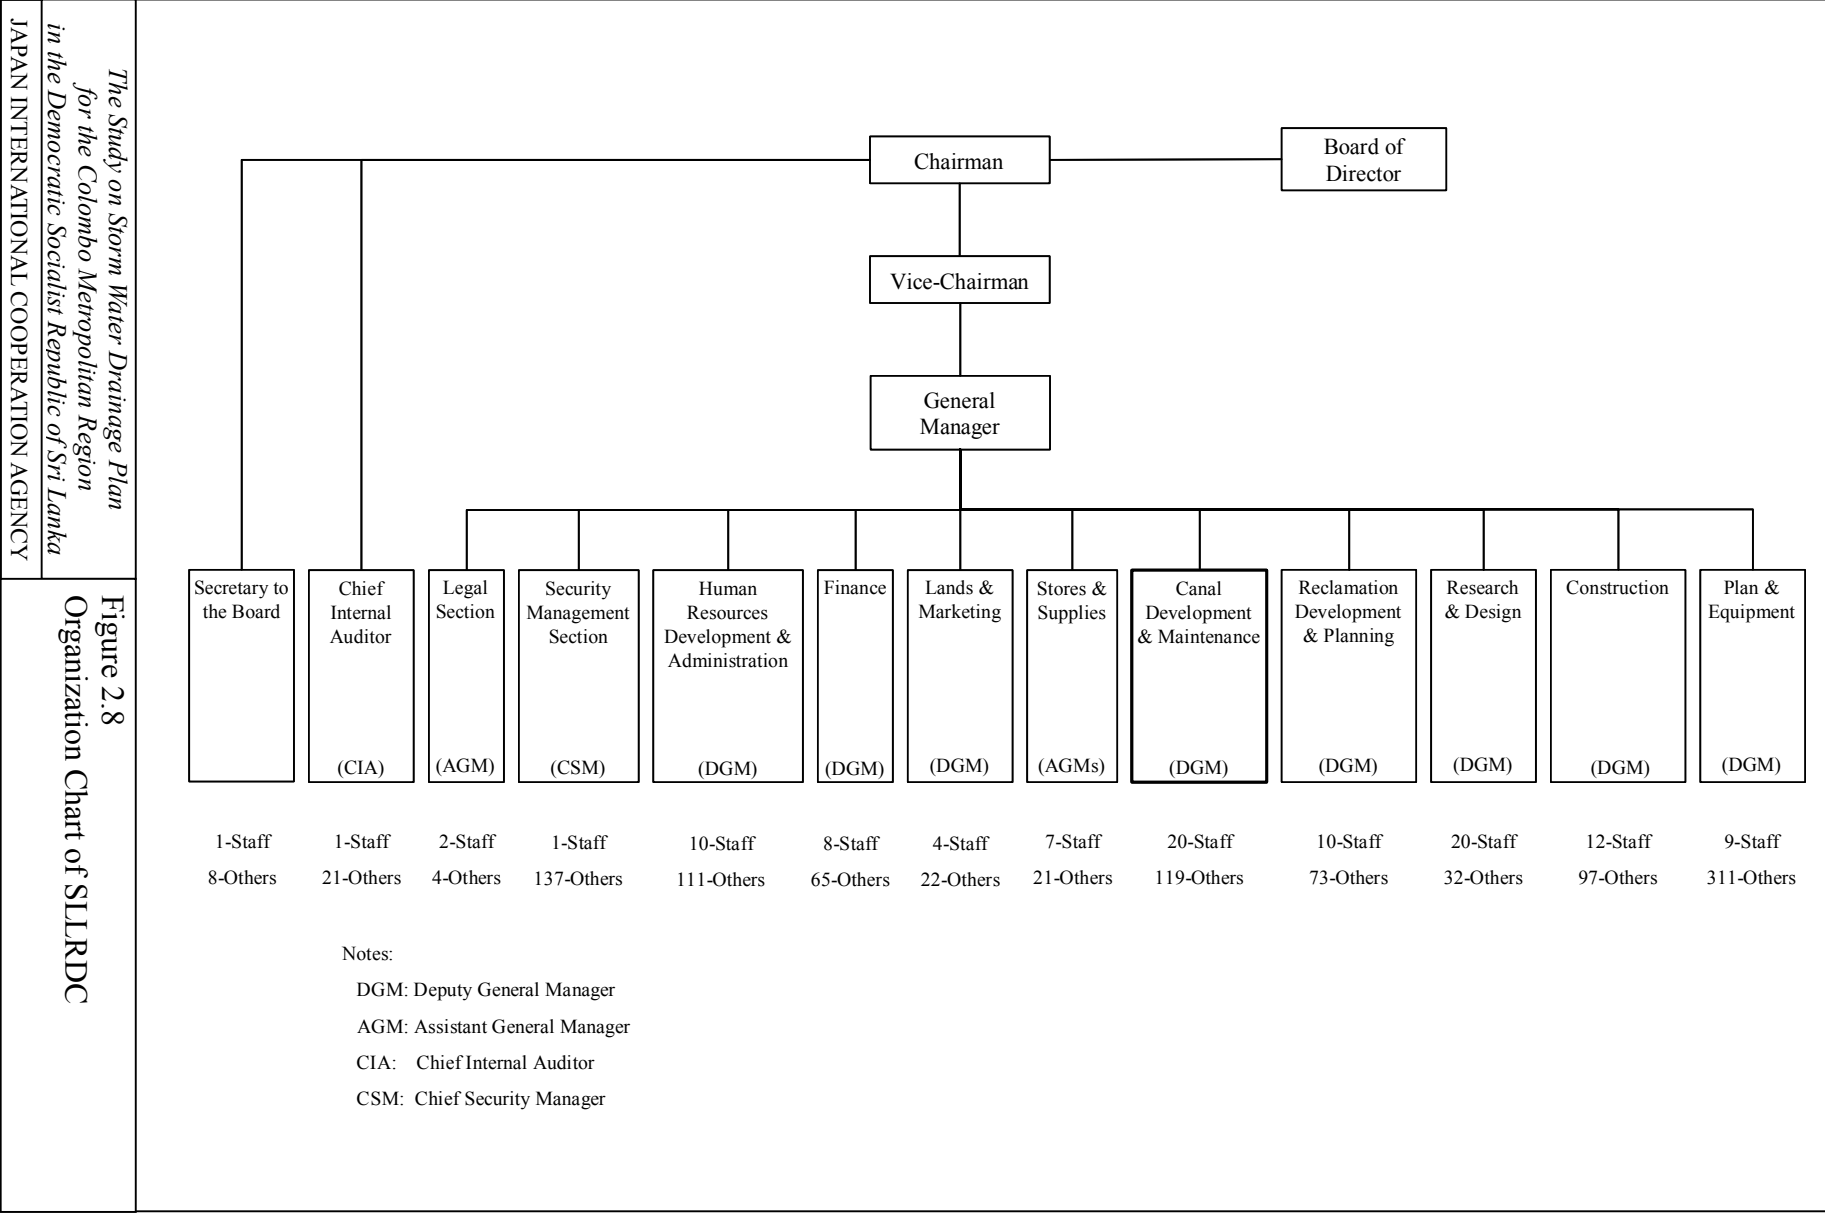 The Study on Storm Water Drainage Plan
for the Colombo Metropolitan Region
in the Democratic Socialist Republic of Sri Lanka
JAPAN INTERNATIONAL COOPERATION AGENCY
Figure 2.8
Organization Chart of SLLRDC
Chairman
Board of
Director
Vice-Chairman
General
Manager
Secretary to
the Board
Chief
Internal
Auditor
(CIA)
Legal
Section
(AGM)
Security
Management
Section
(CSM)
Human
Resources
Development &
Administration
(DGM)
Finance
(DGM)
Lands &
Marketing
(DGM)
Stores &
Supplies
(AGMs)
Canal
Development
& Maintenance
(DGM)
Reclamation
Development
& Planning
(DGM)
Research
& Design
(DGM)
Construction
(DGM)
Plan &
Equipment
(DGM)
1-Staff
8-Others
1-Staff
21-Others
2-Staff
4-Others
1-Staff
137-Others
10-Staff
111-Others
8-Staff
65-Others
4-Staff
22-Others
7-Staff
21-Others
20-Staff
119-Others
10-Staff
73-Others
20-Staff
32-Others
12-Staff
97-Others
9-Staff
311-Others
Notes:
DGM: Deputy General Manager
AGM: Assistant General Manager
CIA: Chief Internal Auditor
CSM: Chief Security Manager